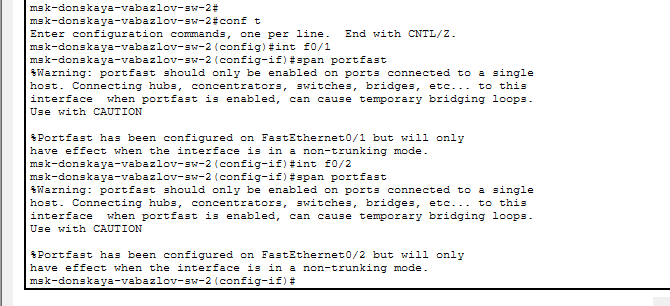 msk-donskaya-vabazlov-sw-2#
msk-donskaya-vabazlov-sw-2#conf t
Enter configuration commands, one per line.  End with CNTL/Z.
msk-donskaya-vabazlov-sw-2(config)#int f0/1
msk-donskaya-vabazlov-sw-2(config-if)#span portfast
%Warning: portfast should only be enabled on ports connected to a single
host. Connecting hubs, concentrators, switches, bridges, etc... to this
interface  when portfast is enabled, can cause temporary bridging loops.
Use with CAUTION

%Portfast has been configured on FastEthernet0/1 but will only
have effect when the interface is in a non-trunking mode.
msk-donskaya-vabazlov-sw-2(config-if)#int f0/2
msk-donskaya-vabazlov-sw-2(config-if)#span portfast
%Warning: portfast should only be enabled on ports connected to a single
host. Connecting hubs, concentrators, switches, bridges, etc... to this
interface  when portfast is enabled, can cause temporary bridging loops.
Use with CAUTION

%Portfast has been configured on FastEthernet0/2 but will only
have effect when the interface is in a non-trunking mode.
msk-donskaya-vabazlov-sw-2(config-if)#